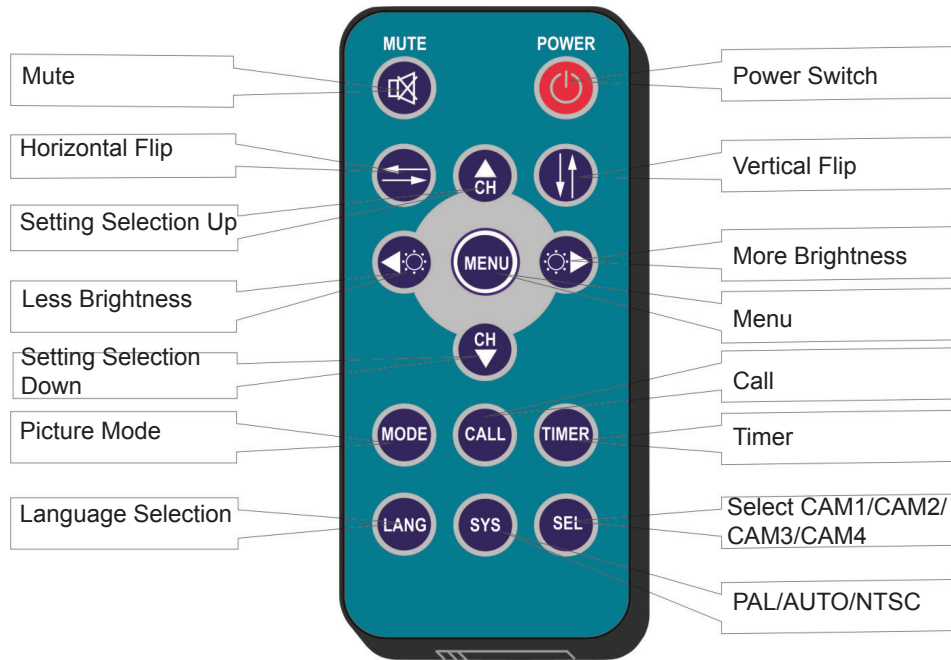 MUTE
POWER
Mute
Power Switch
Horizontal Flip
Vertical Flip
CH
Setting Selection Up
MENU
More Brightness
Less Brightness
Menu
CH
Setting Selection
Down
Call
Picture Mode
MODE
CALL
TIMER
Timer
Language Selection
LANG
SYS
SEL
Select CAM1/CAM2/
CAM3/CAM4
PAL/AUTO/NTSC